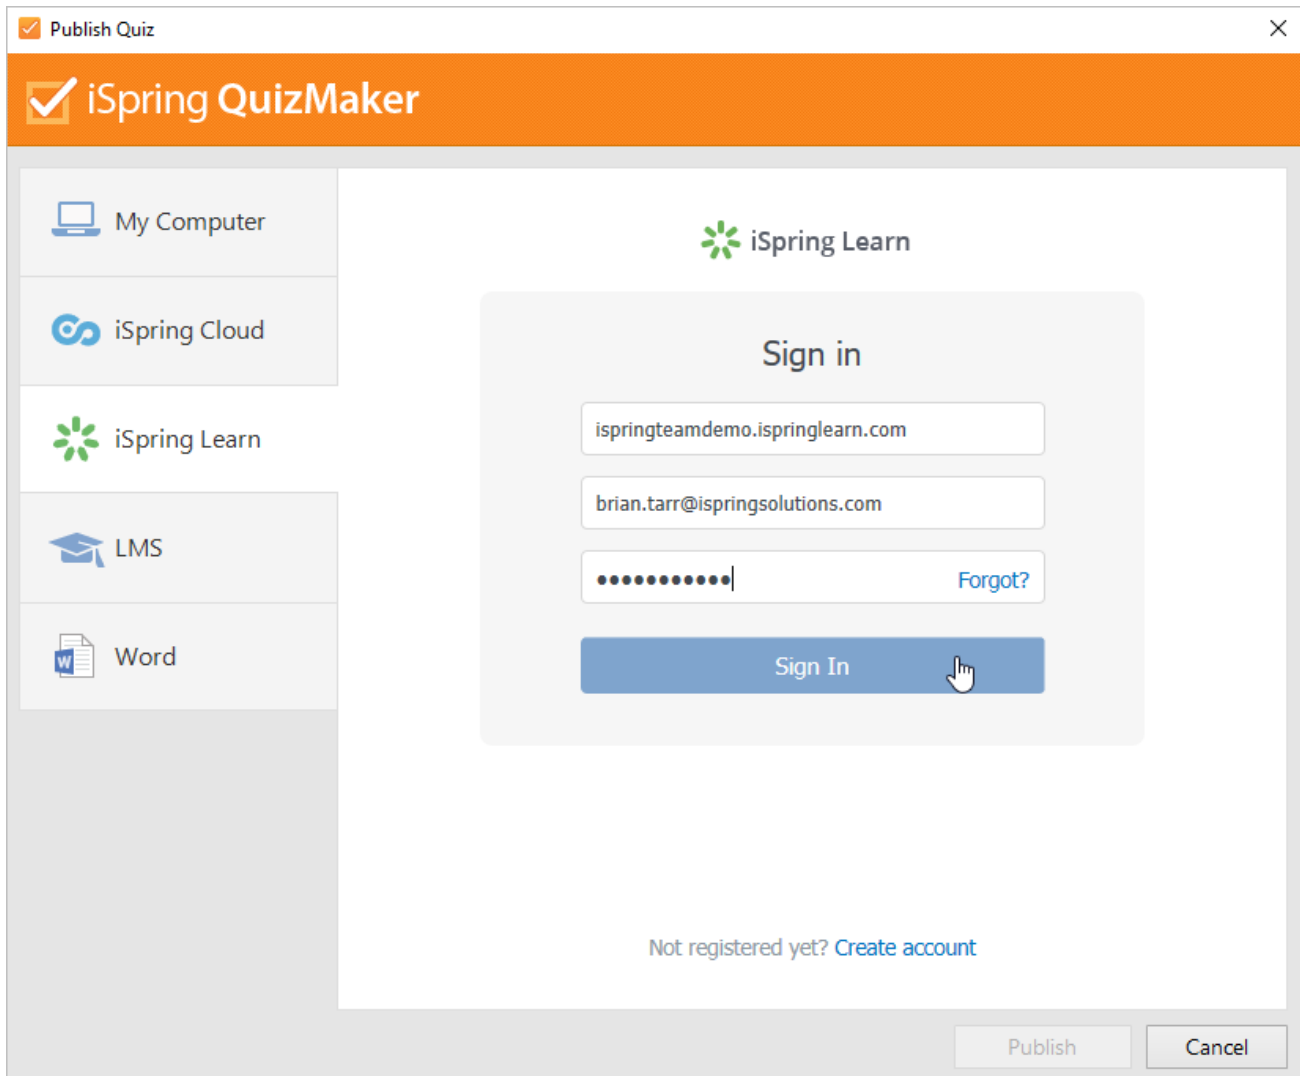 Publish Quiz
iSpring QuizMaker
My Computer
iSpring Cloud
iSpring Learn
LMS
W
Word
iSpring Learn
Sign in
ispringteamdemo.ispringlearn.com
brian.tarr@ispringsolutions.com
●●●●●●●●●●●
Forgot?
Sign In
Not registered yet? Create account
Publish
Cancel